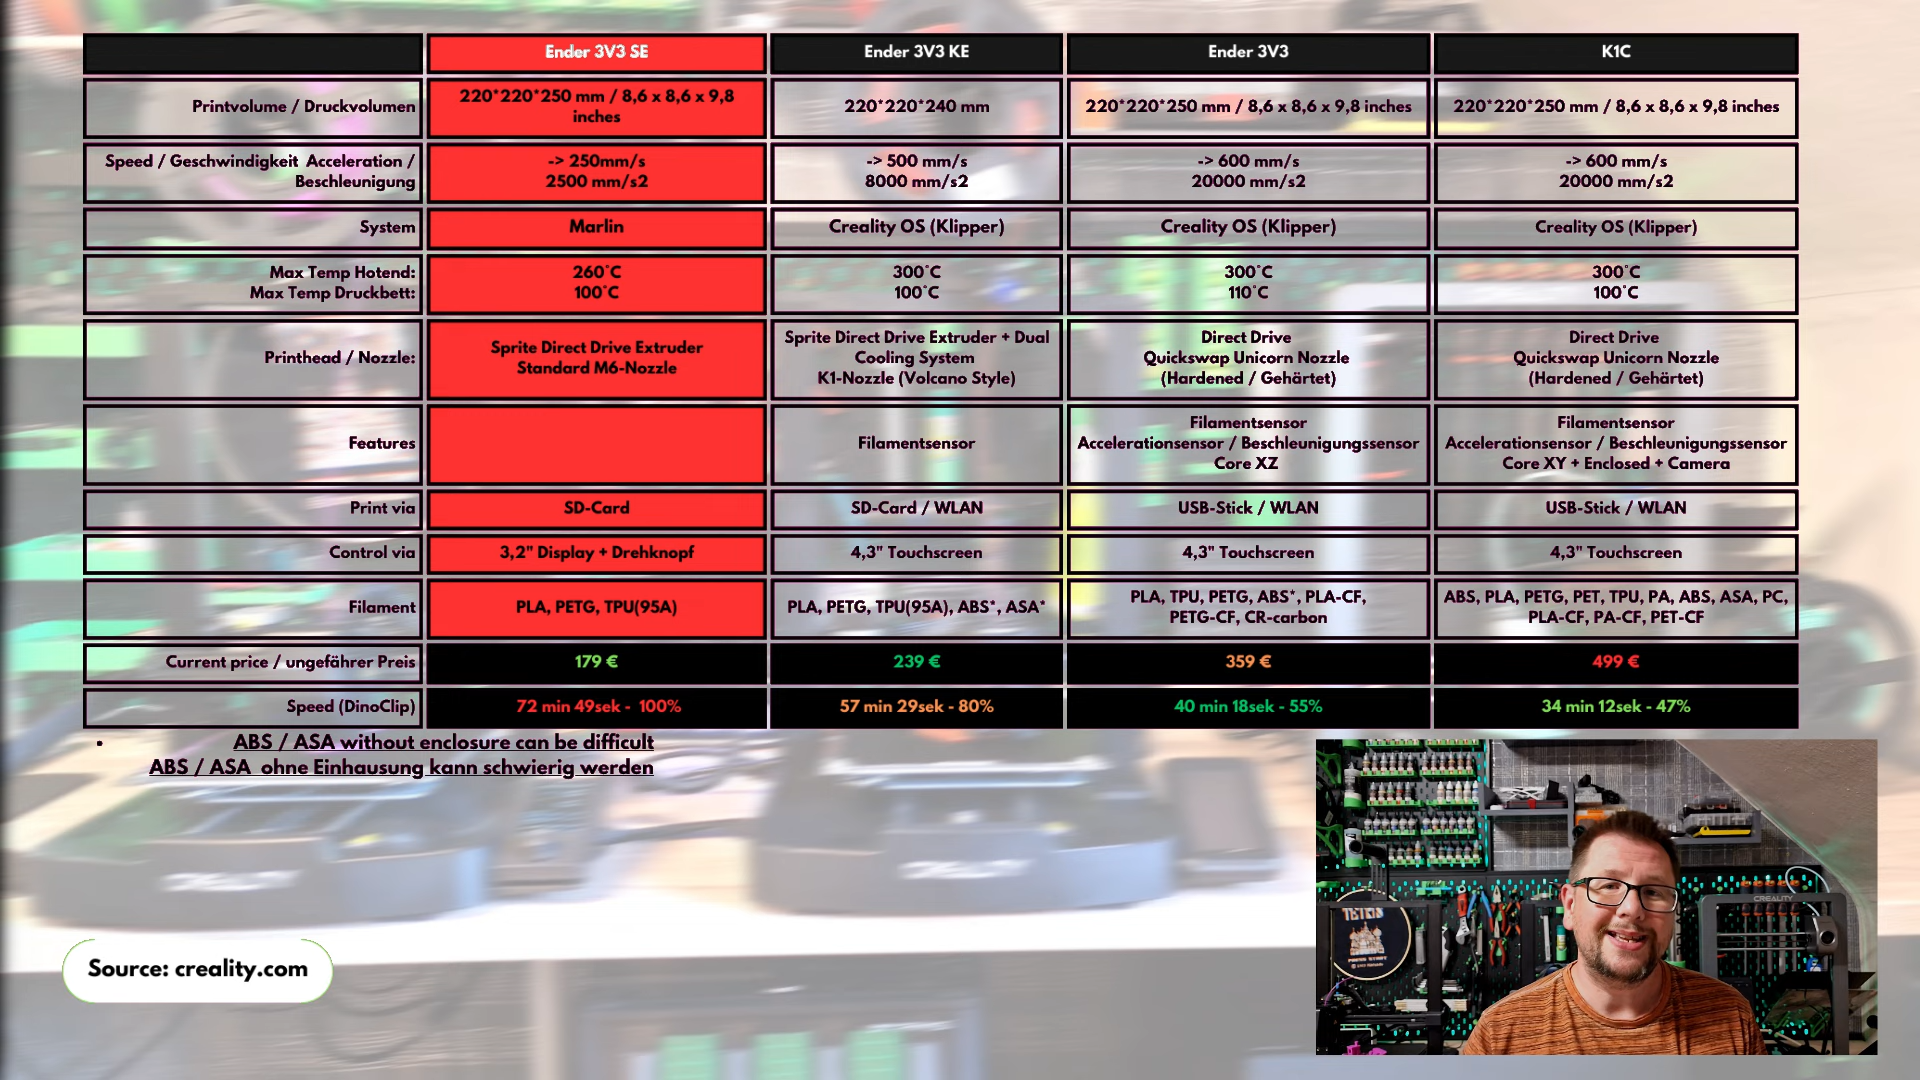 Ender 3V3 SE
Ender 3V3 KE
Ender 3V3
K1C
Printvolume / Druckvolumen
220*220*250 mm / 8,6 x 8,6 x 9,8
inches
220*220*240 mm
220*220*250 mm / 8,6 x 8,6 x 9,8 inches
220*220*250 mm / 8,6 x 8,6 x 9,8 inches
Speed / Geschwindigkeit Acceleration /
Beschleunigung
-> 250mm/s
2500 mm/s2
-> 500 mm/s
8000 mm/s2
-> 600 mm/s
20000 mm/s2
-> 600 mm/s
20000 mm/s2
System
Marlin
Creality OS (Klipper)
Creality OS (Klipper)
Creality OS (Klipper)
Max Temp Hotend:
Max Temp Druckbett:
260°C
100°C
300°C
100°C
300°C
110°C
300°C
100°C
Printhead / Nozzle:
Sprite Direct Drive Extruder
Standard M6-Nozzle
Sprite Direct Drive Extruder + Dual
Cooling System
K1-Nozzle (Volcano Style)
Direct Drive
Quickswap Unicorn Nozzle
(Hardened / Gehärtet)
Direct Drive
Quickswap Unicorn Nozzle
(Hardened / Gehärtet)
Features
Filamentsensor
Filamentsensor
Accelerationsensor / Beschleunigungssensor
Core XZ
Filamentsensor
Accelerationsensor / Beschleunigungssensor
Core XY + Enclosed + Camera
Print via
SD-Card
SD-Card / WLAN
USB-Stick / WLAN
USB-Stick / WLAN
Control via
3,2" Display + Drehknopf
4,3" Touchscreen
4,3" Touchscreen
4,3" Touchscreen
Filament
PLA, PETG, TPU(95A)
PLA, PETG, TPU(95A), ABS*, ASA*
PLA, TPU, PETG, ABS*, PLA-CF,
PETG-CF, CR-carbon
ABS, PLA, PETG, PET, TPU, PA, ABS, ASA, PC,
PLA-CF, PA-CF, PET-CF
Current price / ungefährer Preis
179 €
239 €
359 €
499 €
Speed (DinoClip)
72 min 49sek - 100%
57 min 29sek - 80%
40 min 18sek - 55%
34 min 12sek - 47%
• ABS / ASA without enclosure can be difficult
ABS / ASA ohne Einhausung kann schwierig werden
Source: creality.com
TETRIS
CREALITY